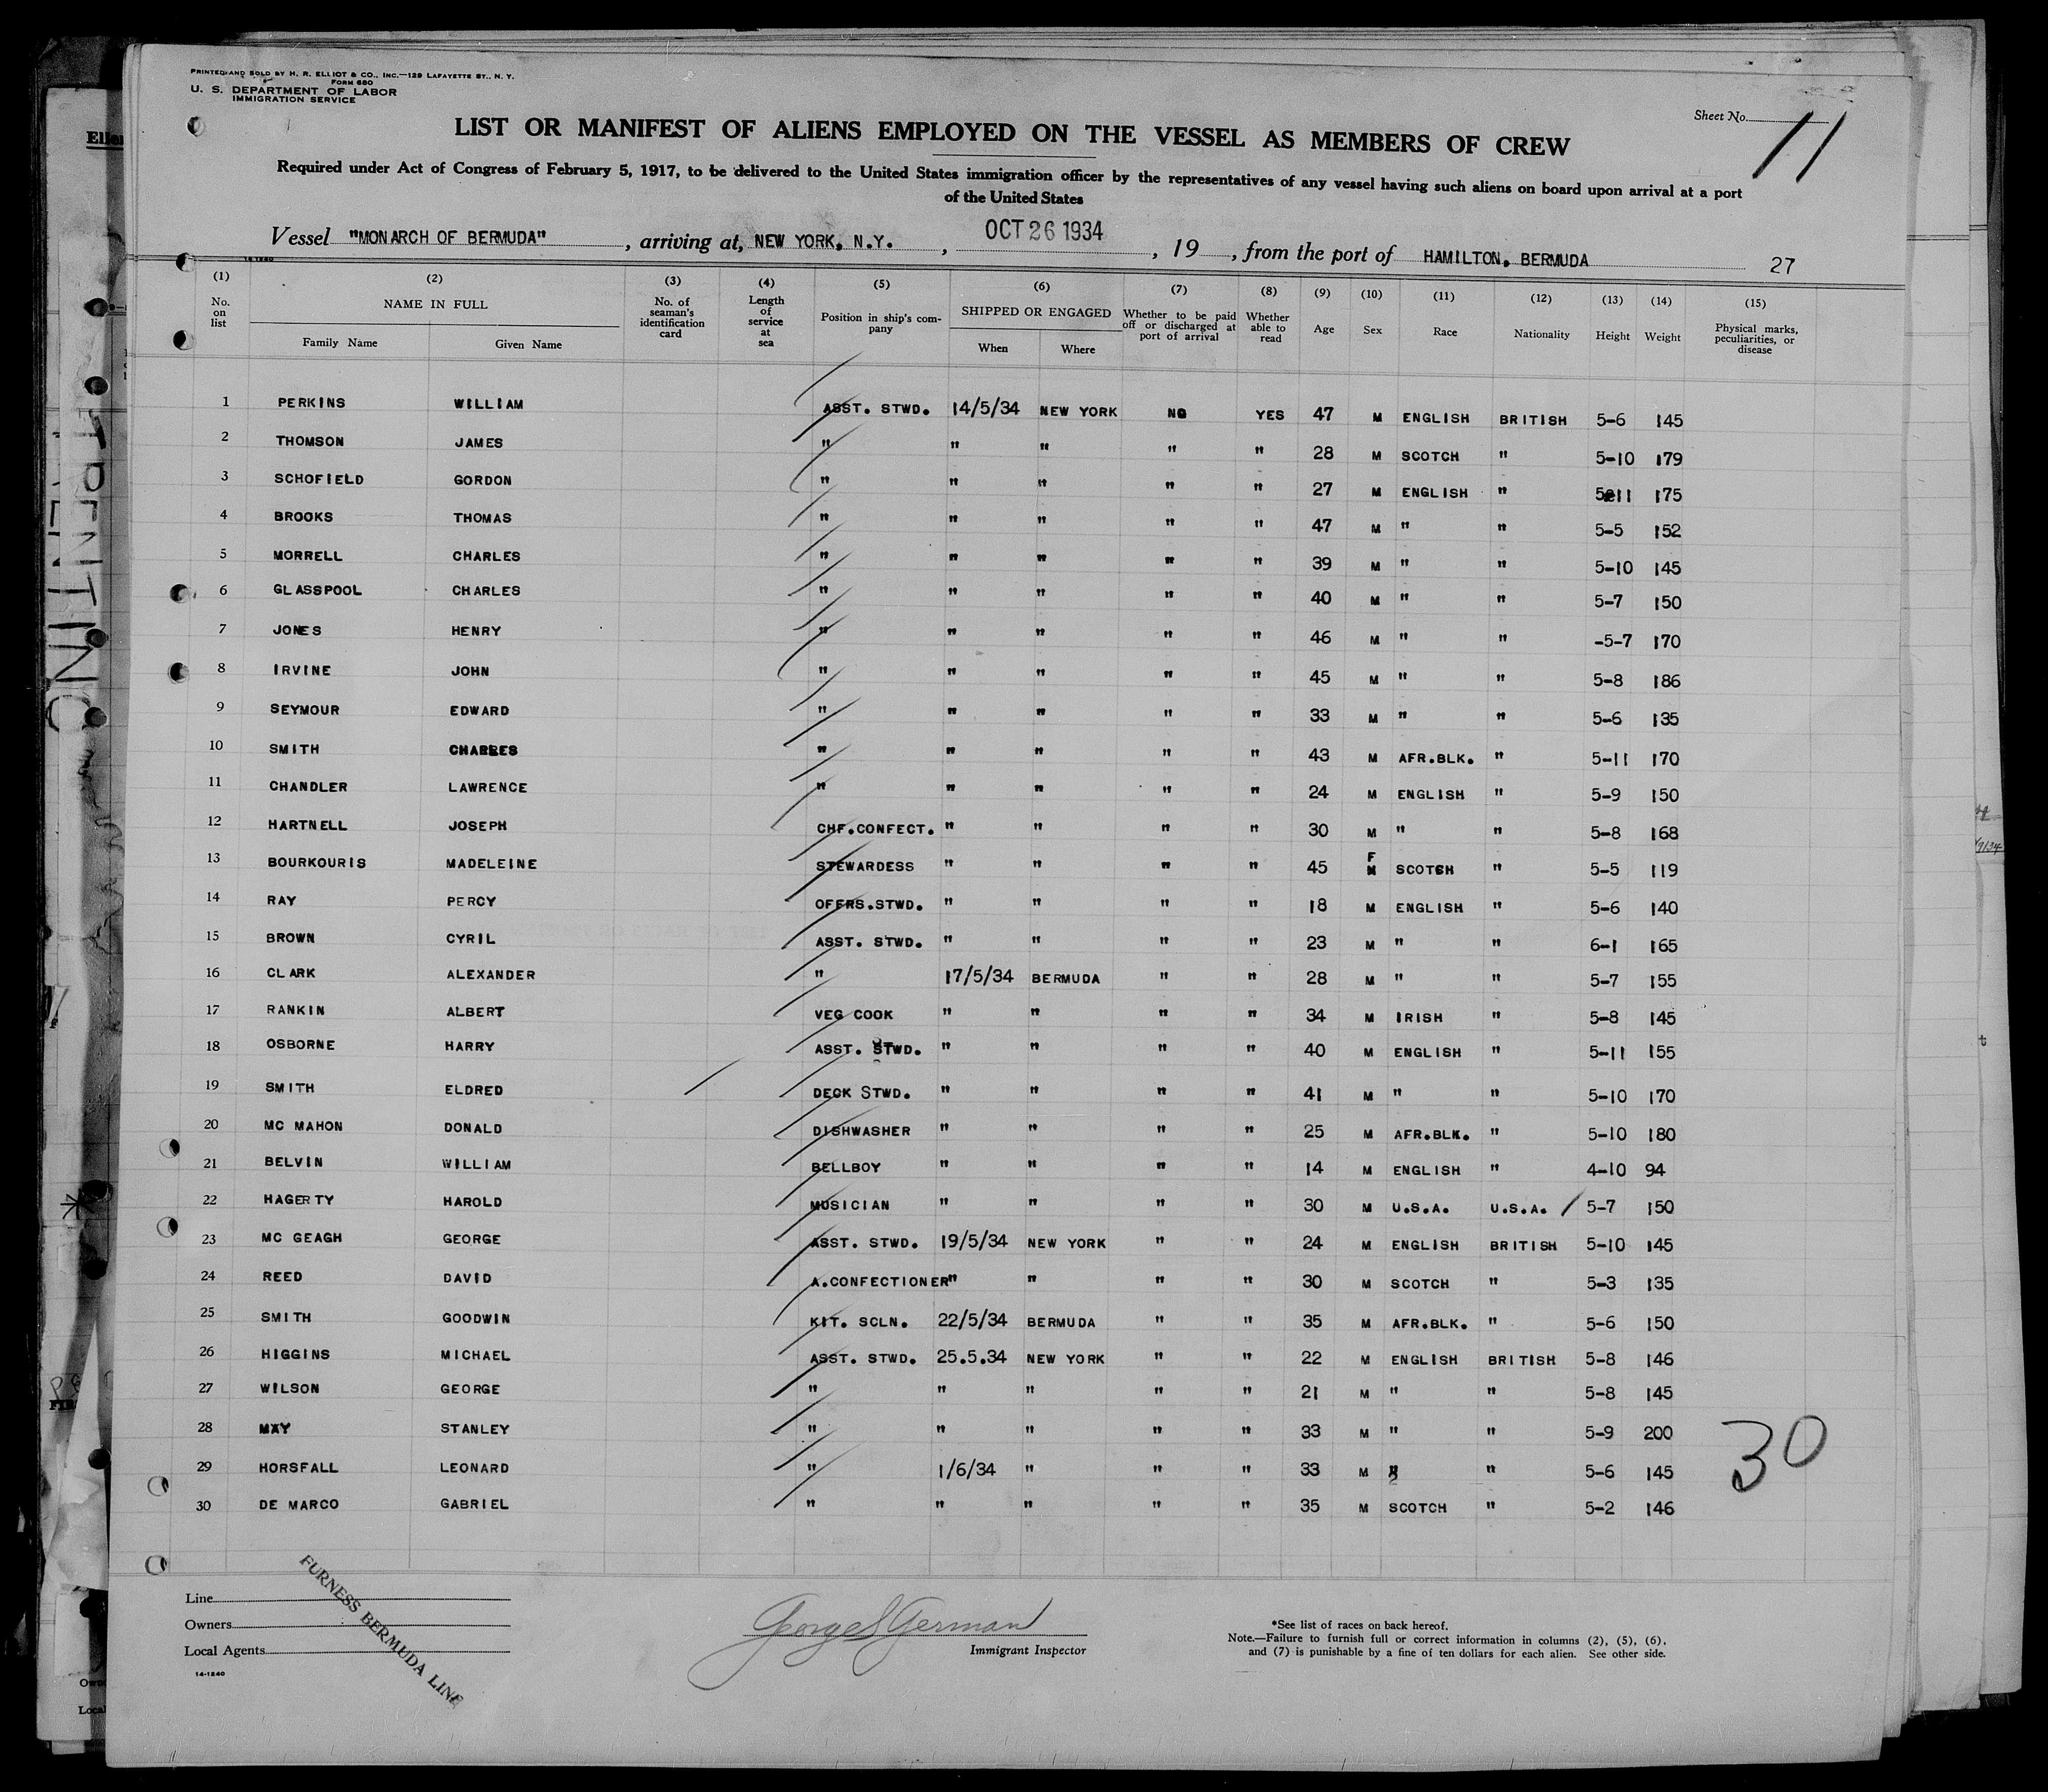 PRINTED AND SOLD BY H. R. ELLIOT & CO., INC.—129 LAFAYETTE ST., N. Y.
FORM 680
U. S. DEPARTMENT OF LABOR
IMMIGRATION SERVICE
Sheet No. 11
LIST OR MANIFEST OF ALIENS EMPLOYED ON THE VESSEL AS MEMBERS OF CREW
Required under Act of Congress of February 5, 1917, to be delivered to the United States immigration officer by the representatives of any vessel having such aliens on board upon arrival at a port
of the United States
Vessel "MONARCH OF BERMUDA", arriving at, NEW YORK, N.Y., OCT 26 1934, 19 , from the port of HAMILTON, BERMUDA 27
14-1240
(1) (2) (3) (4) (5) (6) (7) (8) (9) (10) (11) (12) (13) (14) (15)
No. on list NAME IN FULL Family Name Given Name No. of seaman's identification card Length of service at sea Position in ship's company SHIPPED OR ENGAGED When Where Whether to be paid off or discharged at port of arrival Whether able to read Age Sex Race Nationality Height Weight Physical marks, peculiarities, or disease
1 PERKINS WILLIAM ASST. STWD. 14/5/34 NEW YORK NO YES 47 M ENGLISH BRITISH 5-6 145
2 THOMSON JAMES " " " " " 28 M SCOTCH " 5-10 179
3 SCHOFIELD GORDON " " " " " 27 M ENGLISH " 5-11 175
4 BROOKS THOMAS " " " " " 47 M " " 5-5 152
5 MORRELL CHARLES " " " " " 39 M " " 5-10 145
6 GLASSPOOL CHARLES " " " " " 40 M " " 5-7 150
7 JONES HENRY " " " " " 46 M " " -5-7 170
8 IRVINE JOHN " " " " " 45 M " " 5-8 186
9 SEYMOUR EDWARD " " " " " 33 M " " 5-6 135
10 SMITH CHARLES " " " " " 43 M AFR.BLK. " 5-11 170
11 CHANDLER LAWRENCE " " " " " 24 M ENGLISH " 5-9 150
12 HARTNELL JOSEPH CHF.CONFECT. " " " " 30 M " " 5-8 168
13 BOURKOURIS MADELEINE STEWARDESS " " " " 45 F SCOTCH " 5-5 119
14 RAY PERCY OFFRS.STWD. " " " " 18 M ENGLISH " 5-6 140
15 BROWN CYRIL ASST. STWD. " " " " 23 M " " 6-1 165
16 CLARK ALEXANDER " 17/5/34 BERMUDA " " 28 M " " 5-7 155
17 RANKIN ALBERT VEG COOK " " " " 34 M IRISH " 5-8 145
18 OSBORNE HARRY ASST. STWD. " " " " 40 M ENGLISH " 5-11 155
19 SMITH ELDRED DECK STWD. " " " " 41 M " " 5-10 170
20 MC MAHON DONALD DISHWASHER " " " " 25 M AFR.BLK. " 5-10 180
21 BELVIN WILLIAM BELLBOY " " " " 14 M ENGLISH " 4-10 94
22 HAGERTY HAROLD MUSICIAN " " " " 30 M U.S.A. U.S.A. 5-7 150
23 MC GEAGH GEORGE ASST. STWD. 19/5/34 NEW YORK " " 24 M ENGLISH BRITISH 5-10 145
24 REED DAVID A.CONFECTIONER " " " " 30 M SCOTCH " 5-3 135
25 SMITH GOODWIN KIT. SCLN. 22/5/34 BERMUDA " " 35 M AFR.BLK. " 5-6 150
26 HIGGINS MICHAEL ASST. STWD. 25.5.34 NEW YORK " " 22 M ENGLISH BRITISH 5-8 146
27 WILSON GEORGE " " " " " 21 M " " 5-8 145
28 MAY STANLEY " " " " " 33 M " " 5-9 200
29 HORSFALL LEONARD " 1/6/34 " " " 33 M " " 5-6 145
30 DE MARCO GABRIEL " " " " " 35 M SCOTCH " 5-2 146
30
Line
Owners
Local Agents
FURNESS BERMUDA LINE
14-1240
George S German
Immigrant Inspector
*See list of races on back hereof.
Note.—Failure to furnish full or correct information in columns (2), (5), (6),
and (7) is punishable by a fine of ten dollars for each alien. See other side.